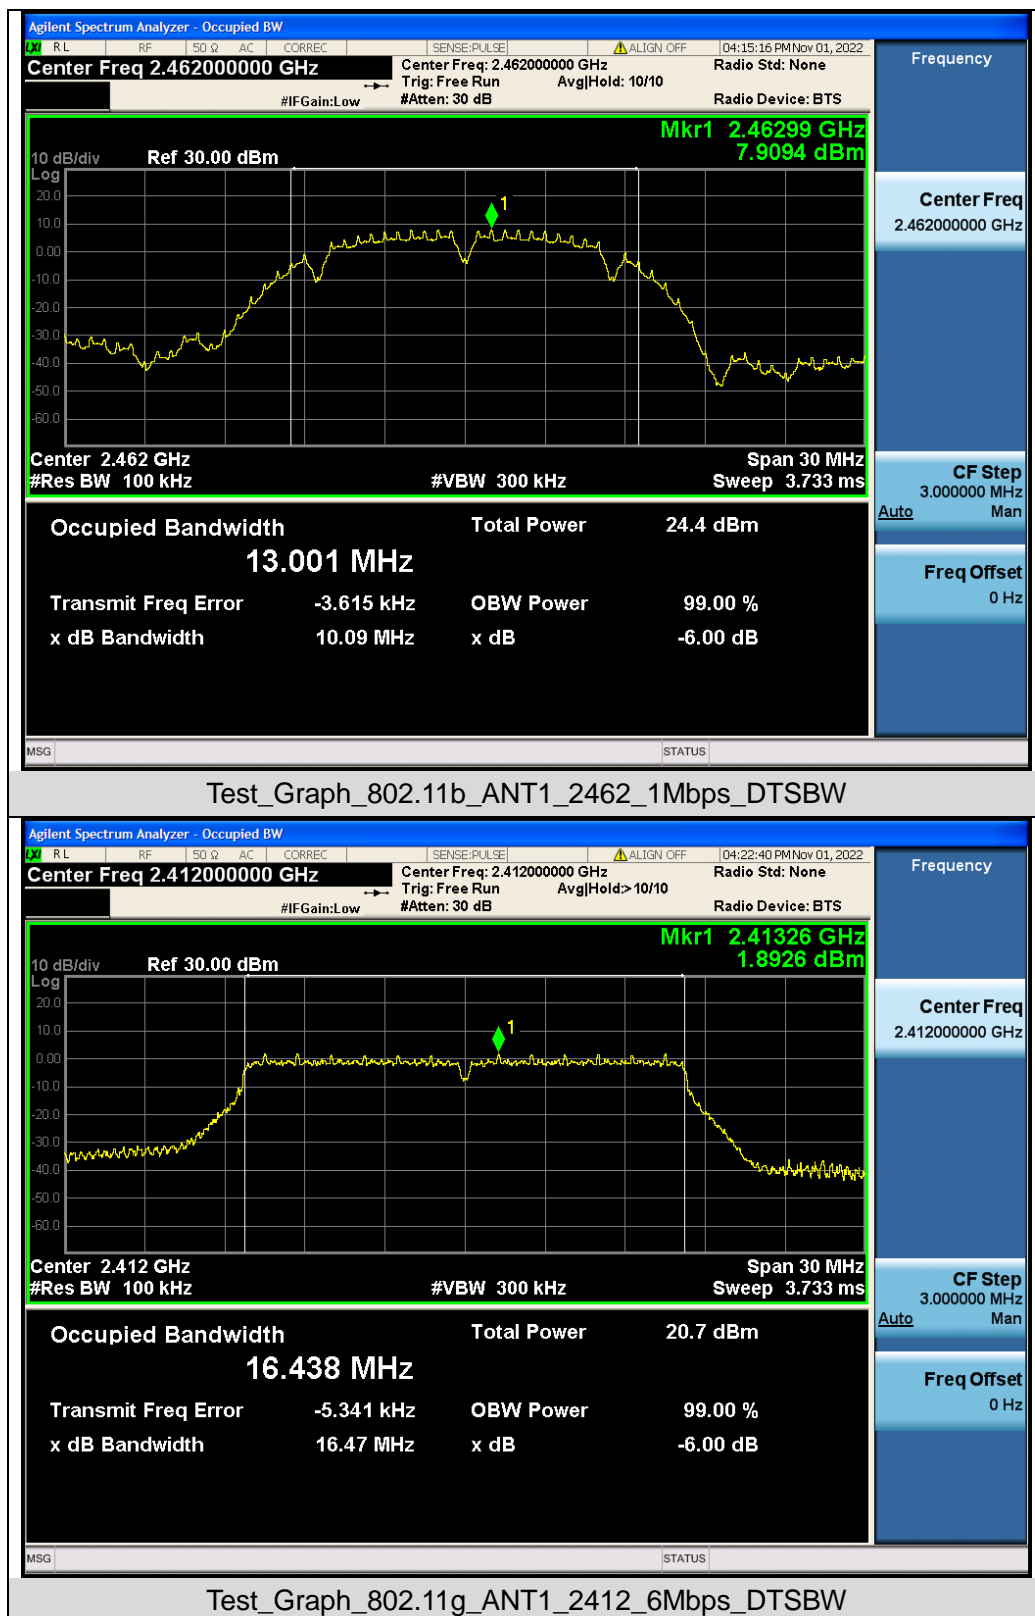 Agilent Spectrum Analyzer - Occupied BW
LXI RL RF 50 Ω AC CORREC SENSE:PULSE ALIGN OFF 04:15:16 PM Nov 01, 2022
Center Freq 2.462000000 GHz
Center Freq: 2.462000000 GHz
Radio Std: None
Trig: Free Run Avg|Hold: 10/10
#IFGain:Low #Atten: 30 dB
Radio Device: BTS
Mkr1 2.46299 GHz
7.9094 dBm
10 dB/div Ref 30.00 dBm
Log
20.0
10.0
0.00
-10.0
-20.0
-30.0
-40.0
-50.0
-60.0
1
Center 2.462 GHz Span 30 MHz
#Res BW 100 kHz #VBW 300 kHz Sweep 3.733 ms
Occupied Bandwidth Total Power 24.4 dBm
13.001 MHz
Transmit Freq Error -3.615 kHz OBW Power 99.00 %
x dB Bandwidth 10.09 MHz x dB -6.00 dB
MSG STATUS
Frequency
Center Freq
2.462000000 GHz
CF Step
3.000000 MHz
Auto Man
Freq Offset
0 Hz
Test_Graph_802.11b_ANT1_2462_1Mbps_DTSBW
Agilent Spectrum Analyzer - Occupied BW
LXI RL RF 50 Ω AC CORREC SENSE:PULSE ALIGN OFF 04:22:40 PM Nov 01, 2022
Center Freq 2.412000000 GHz
Center Freq: 2.412000000 GHz
Radio Std: None
Trig: Free Run Avg|Hold:> 10/10
#IFGain:Low #Atten: 30 dB
Radio Device: BTS
Mkr1 2.41326 GHz
1.8926 dBm
10 dB/div Ref 30.00 dBm
Log
20.0
10.0
0.00
-10.0
-20.0
-30.0
-40.0
-50.0
-60.0
1
Center 2.412 GHz Span 30 MHz
#Res BW 100 kHz #VBW 300 kHz Sweep 3.733 ms
Occupied Bandwidth Total Power 20.7 dBm
16.438 MHz
Transmit Freq Error -5.341 kHz OBW Power 99.00 %
x dB Bandwidth 16.47 MHz x dB -6.00 dB
MSG STATUS
Frequency
Center Freq
2.412000000 GHz
CF Step
3.000000 MHz
Auto Man
Freq Offset
0 Hz
Test_Graph_802.11g_ANT1_2412_6Mbps_DTSBW